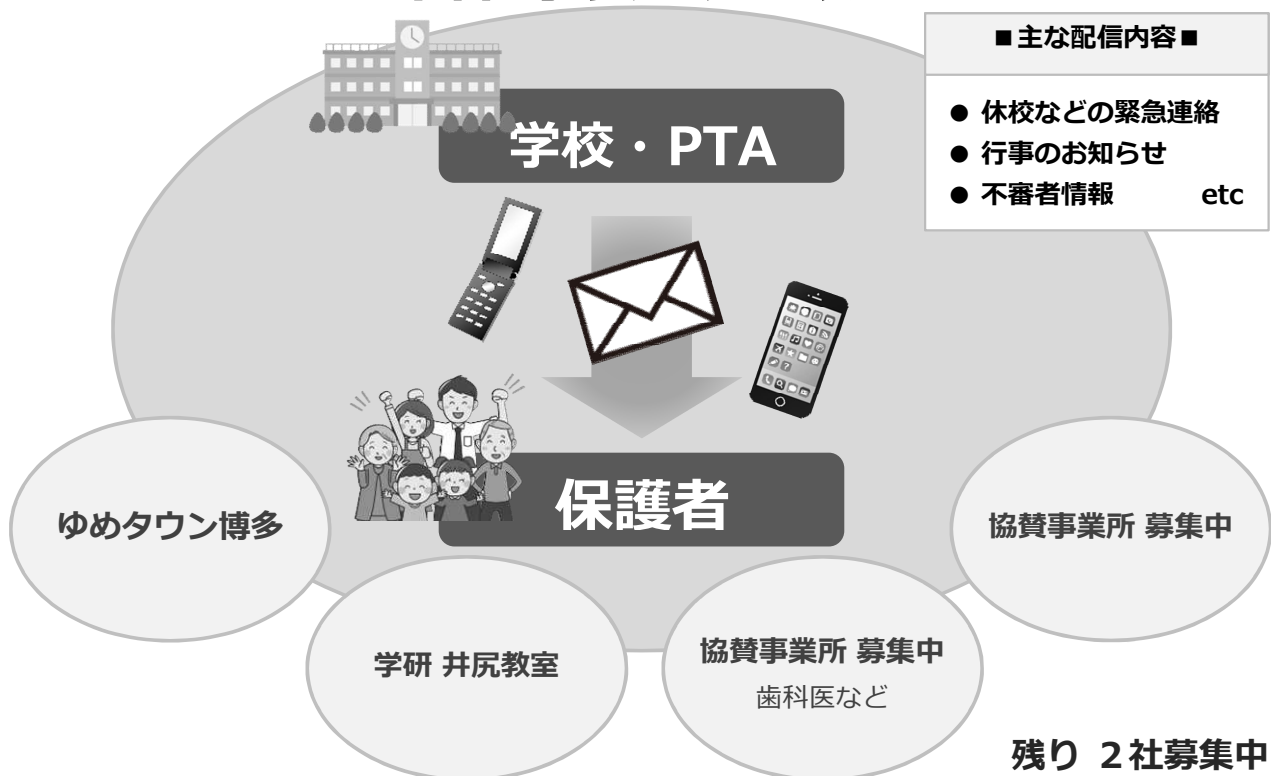 ■主な配信内容■
● 休校などの緊急連絡
● 行事のお知らせ
● 不審者情報 etc
学校・PTA
保護者
ゆめタウン博多
学研 井尻教室
協賛事業所 募集中
歯科医など
協賛事業所 募集中
残り 2社募集中